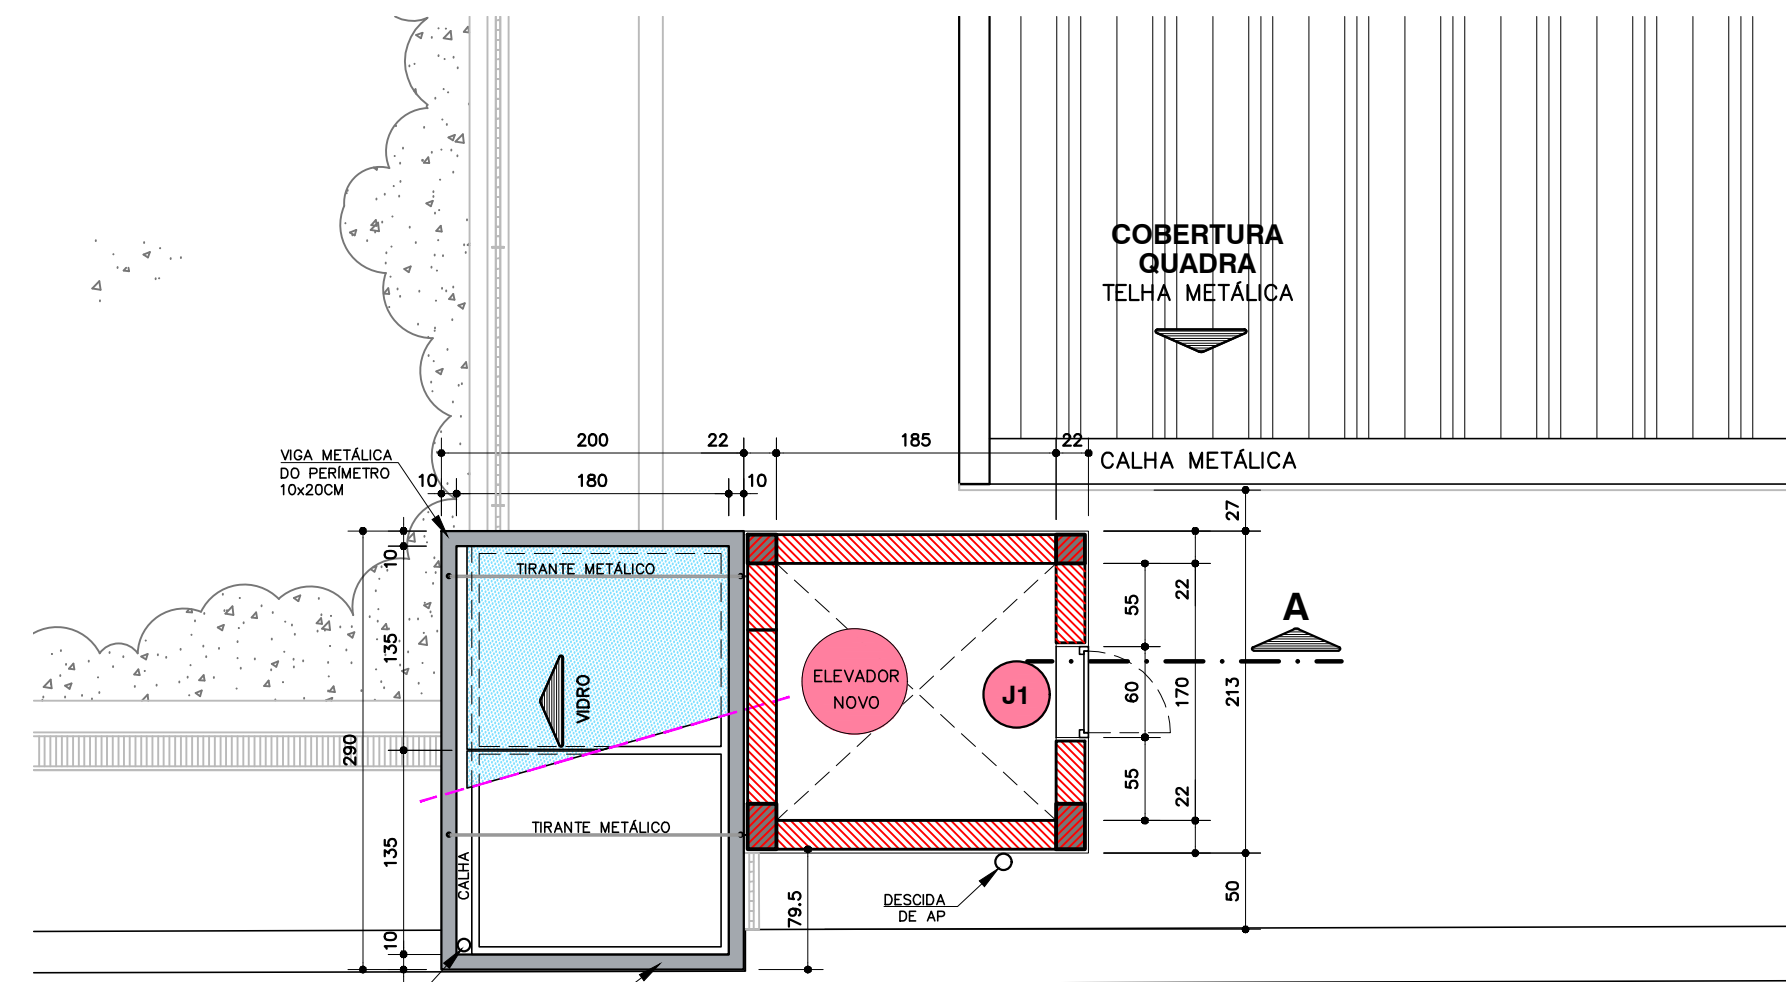 COBERTURA
QUADRA
TELHA METÁLICA
200
22
185
22
CALHA METÁLICA
VIGA METÁLICA
DO PERÍMETRO
10x20CM
10
180
10
27
10
TIRANTE METÁLICO
55
22
A
135
ELEVADOR
NOVO
J1
VIDRO
60
170
213
290
55
22
TIRANTE METÁLICO
135
CALHA
79.5
DESCIDA
DE AP
50
10